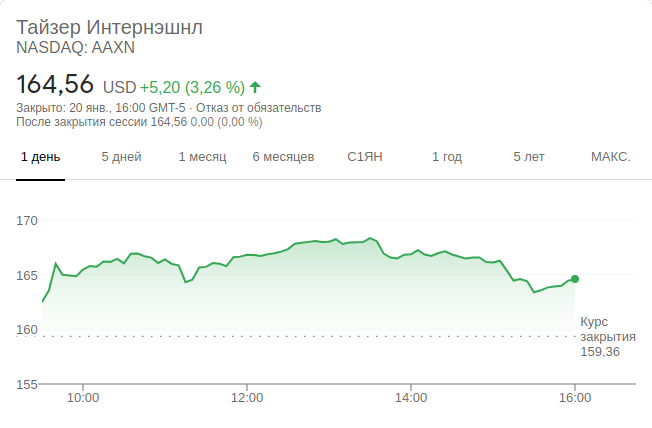 Тайзер Интернэшнл
NASDAQ: AAXN
164,56 USD +5,20 (3,26 %)
Закрыто: 20 янв., 16:00 GMT-5 · Отказ от обязательств
После закрытия сессии 164,56 0,00 (0,00 %)
1 день 5 дней 1 месяц 6 месяцев С1ЯН 1 год 5 лет МАКС.
170
165
160
Курс
закрытия
159,36
155
10:00 12:00 14:00 16:00